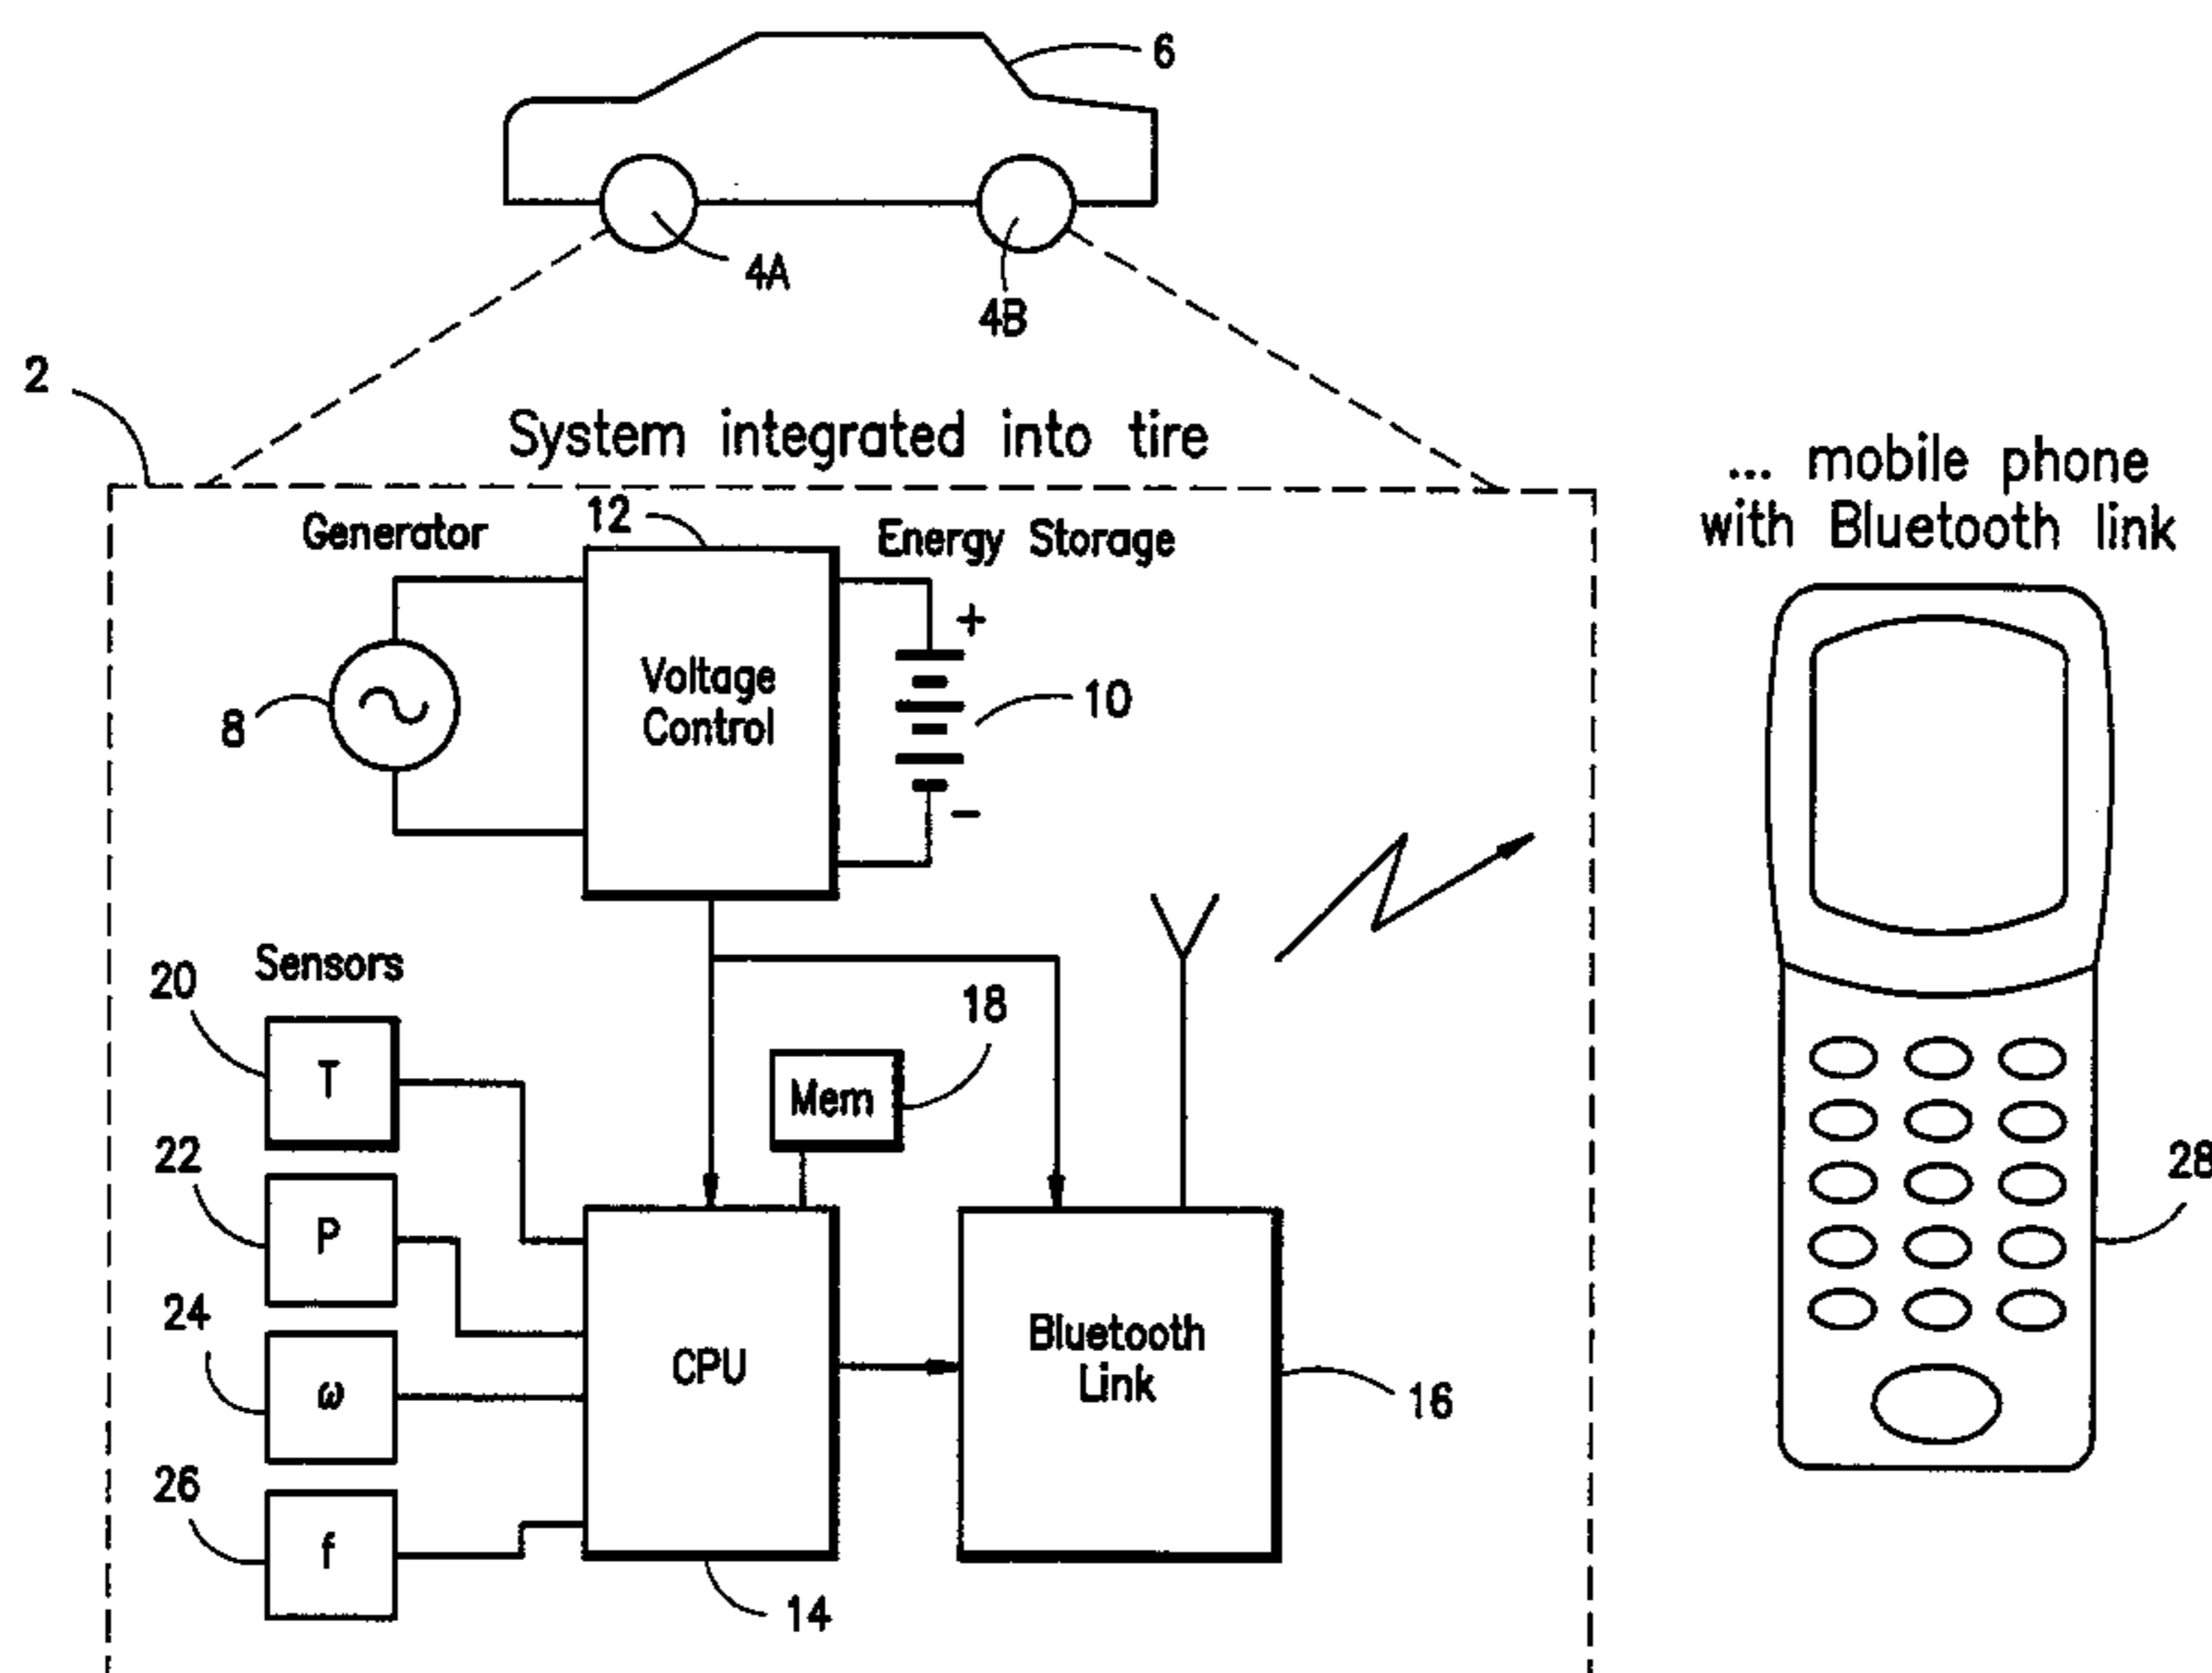 6
4A
4B
2
System integrated into tire
... mobile phone
with Bluetooth link
Generator
12
Energy Storage
+
Voltage
Control
8
10
-
Sensors
20
18
T
Mem
22
P
28
24
ω
CPU
Bluetooth
Link
16
26
f
14